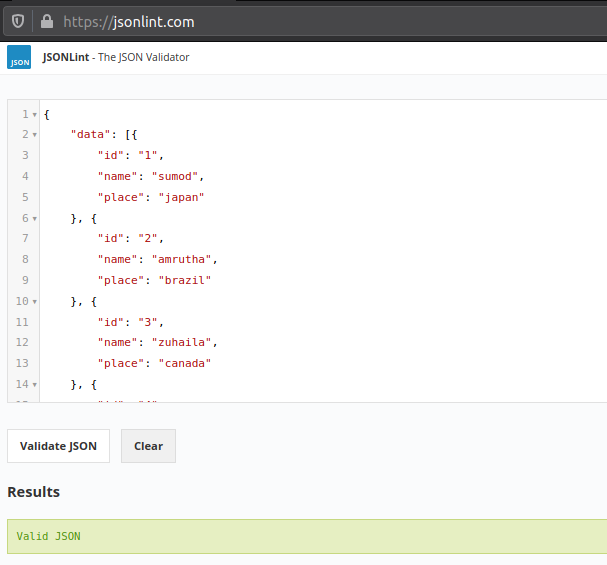 https://jsonlint.com
JSON
JSONLint - The JSON Validator
1 {
2 "data": [{
3 "id": "1",
4 "name": "sumod",
5 "place": "japan"
6 }, {
7 "id": "2",
8 "name": "amrutha",
9 "place": "brazil"
10 }, {
11 "id": "3",
12 "name": "zuhaila",
13 "place": "canada"
14 }, {
Validate JSON
Clear
Results
Valid JSON